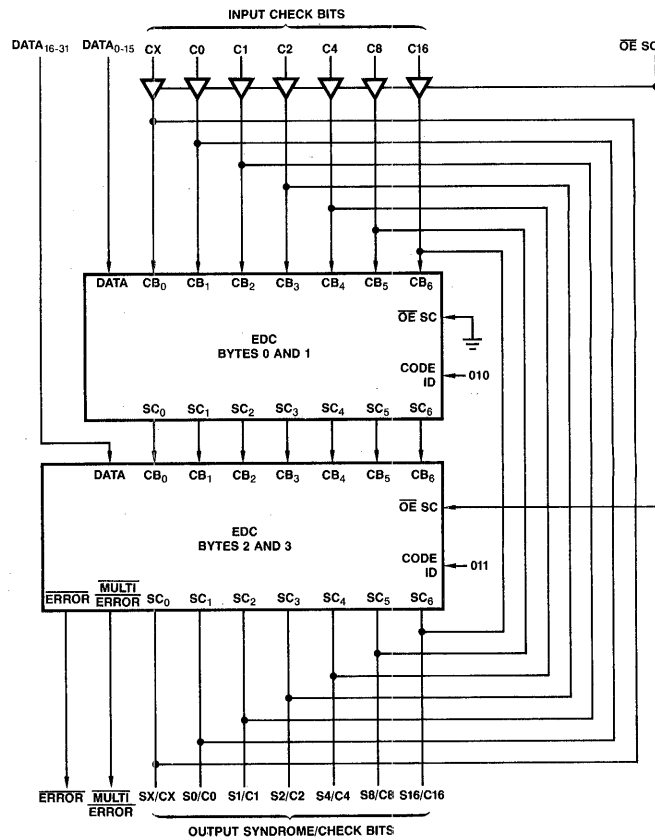 INPUT CHECK BITS
DATA16-31 DATA0-15 CX C0 C1 C2 C4 C8 C16 OE SC
DATA CB0 CB1 CB2 CB3 CB4 CB5 CB6
OE SC
EDC
BYTES 0 AND 1
CODE
ID
010
SC0 SC1 SC2 SC3 SC4 SC5 SC6
DATA CB0 CB1 CB2 CB3 CB4 CB5 CB6
OE SC
EDC
BYTES 2 AND 3
CODE
ID
011
ERROR MULTI
ERROR SC0 SC1 SC2 SC3 SC4 SC5 SC6
ERROR MULTI
ERROR SX/CX S0/C0 S1/C1 S2/C2 S4/C4 S8/C8 S16/C16
OUTPUT SYNDROME/CHECK BITS